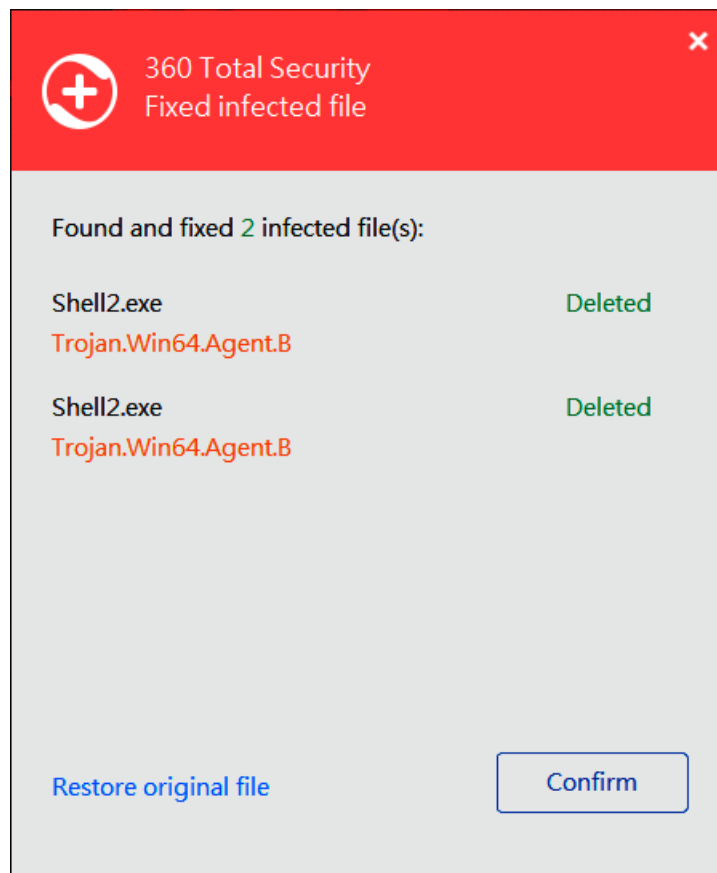 360 Total Security
Fixed infected file
Found and fixed 2 infected file(s):
Shell2.exe Deleted
Trojan.Win64.Agent.B
Shell2.exe Deleted
Trojan.Win64.Agent.B
Restore original file Confirm